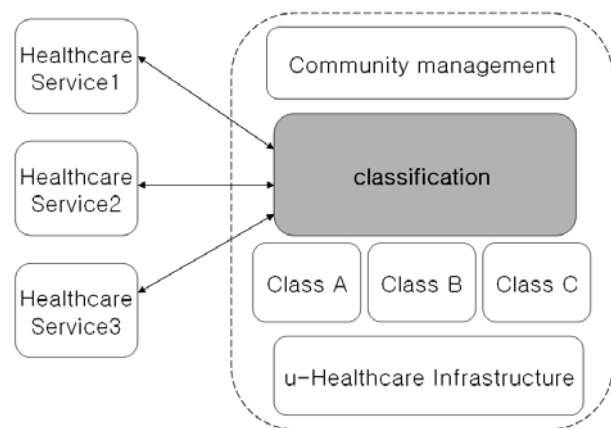 Healthcare
Service1
Healthcare
Service2
Healthcare
Service3
Community management
classification
Class A
Class B
Class C
u-Healthcare Infrastructure